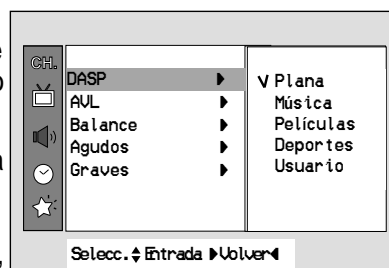 CH.
DASP
AVL
Balance
Agudos
Graves
V Plana
Música
Películas
Deportes
Usuario
Selecc. Entrada Volver